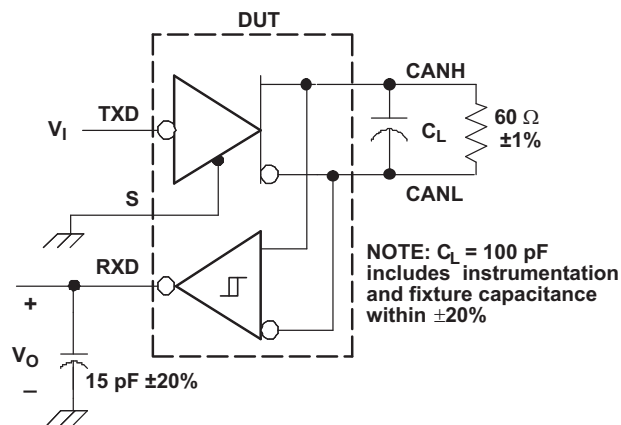 DUT
CANH
TXD
V_I
C_L
60 Ω
±1%
S
CANL
RXD
NOTE: C_L = 100 pF
includes instrumentation
and fixture capacitance
within ±20%
+
V_O
15 pF ±20%
−